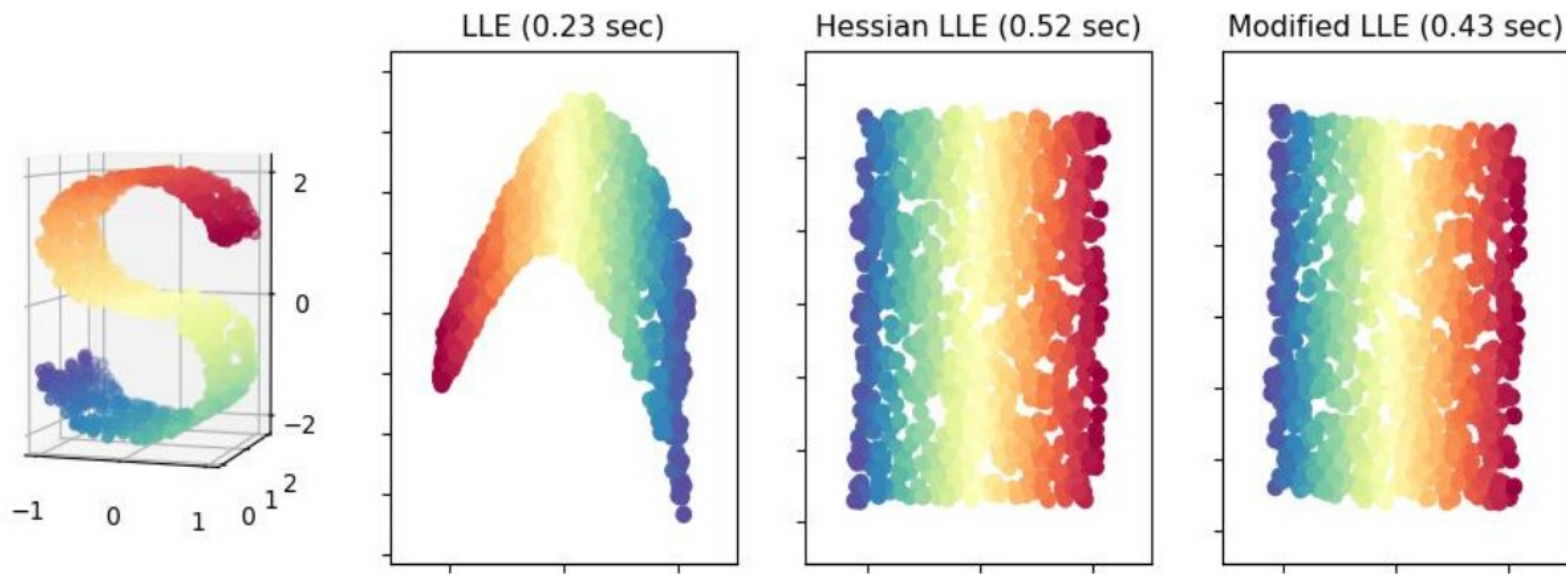 LLE (0.23 sec)
Hessian LLE (0.52 sec)
Modified LLE (0.43 sec)
2
0
−2
−1 0 1
0 1 2